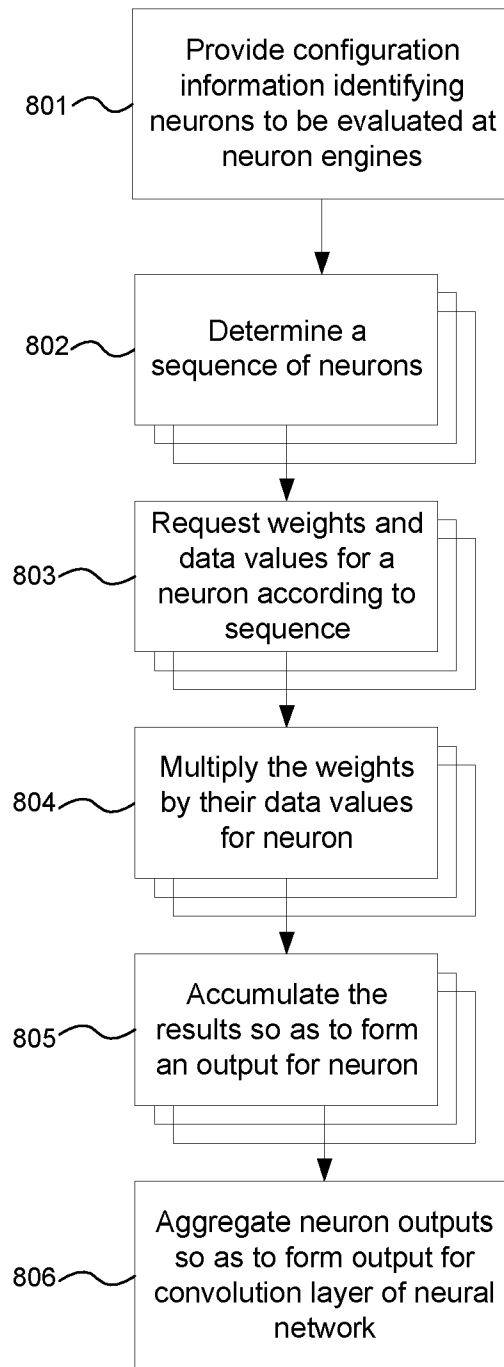 801
Provide configuration
information identifying
neurons to be evaluated at
neuron engines
802
Determine a
sequence of neurons
803
Request weights and
data values for a
neuron according to
sequence
804
Multiply the weights
by their data values
for neuron
805
Accumulate the
results so as to form
an output for neuron
806
Aggregate neuron outputs
so as to form output for
convolution layer of neural
network